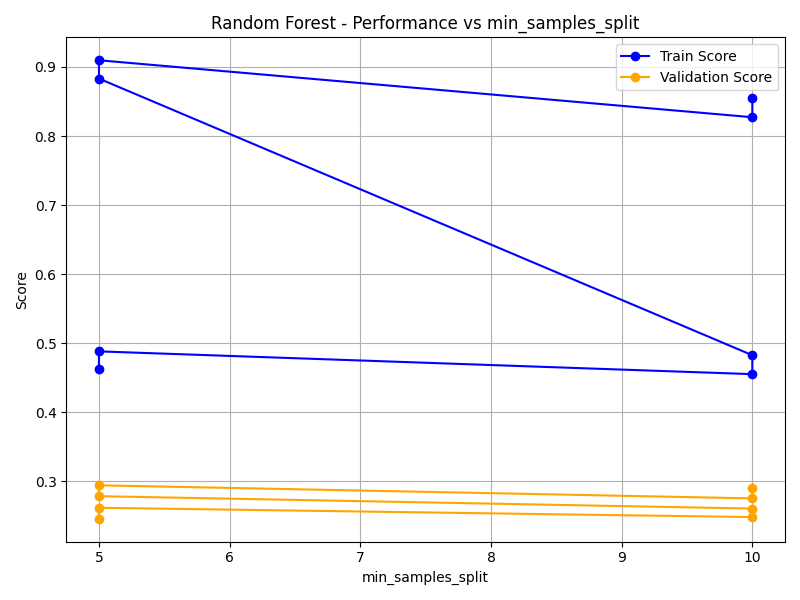 Random Forest - Performance vs min_samples_split
Train Score
Validation Score
Score
0.9
0.8
0.7
0.6
0.5
0.4
0.3
5 6 7 8 9 10
min_samples_split